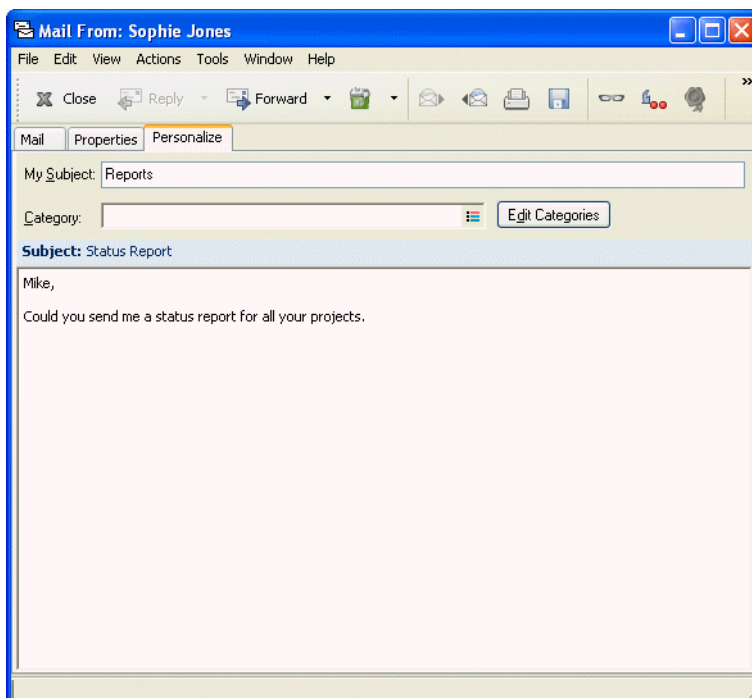 Mail From: Sophie Jones
File Edit View Actions Tools Window Help
Close Reply Forward »
Mail Properties Personalize
My Subject: Reports
Category: Edit Categories
Subject: Status Report
Mike,
Could you send me a status report for all your projects.